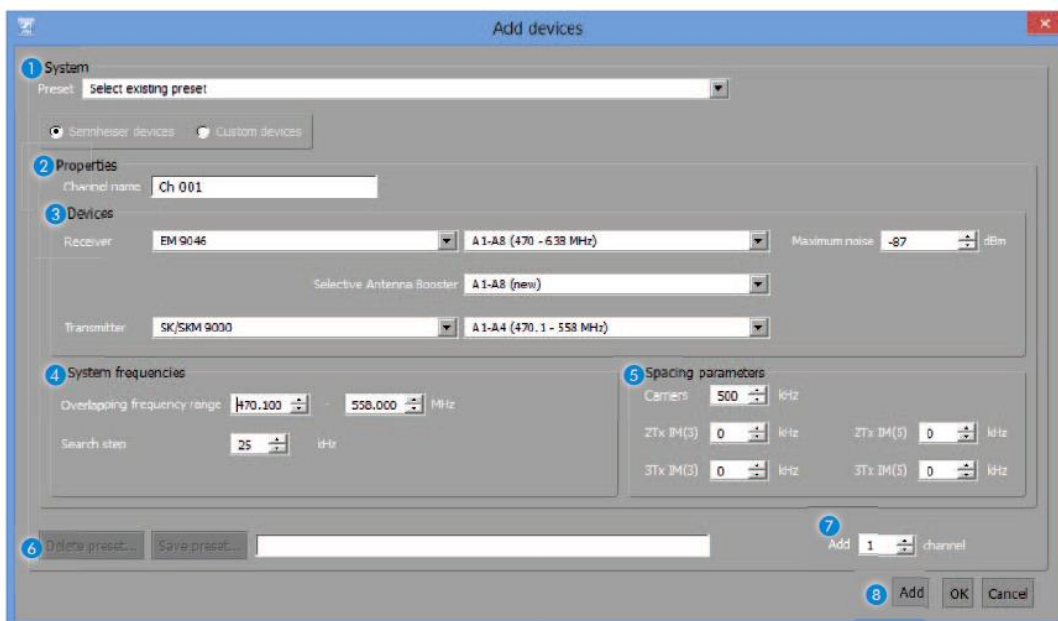 Add devices
1 System
Preset Select existing preset
Sennheiser devices Custom devices
2 Properties
Channel name Ch 001
3 Devices
Receiver EM 9046 A1-A8 (470 - 638 MHz) Maximum noise -87 dBm
Selective Antenna Booster A1-A8 (new)
Transmitter SK/SKM 9000 A1-A4 (470.1 - 558 MHz)
4 System frequencies
Overlapping frequency range 470.100 - 558.000 MHz
Search step 25 kHz
5 Spacing parameters
Carriers 500 kHz
2Tx IM(3) 0 kHz 2Tx IM(5) 0 kHz
3Tx IM(3) 0 kHz 3Tx IM(5) 0 kHz
6 Delete preset... Save preset...
7 Add 1 channel
8 Add OK Cancel